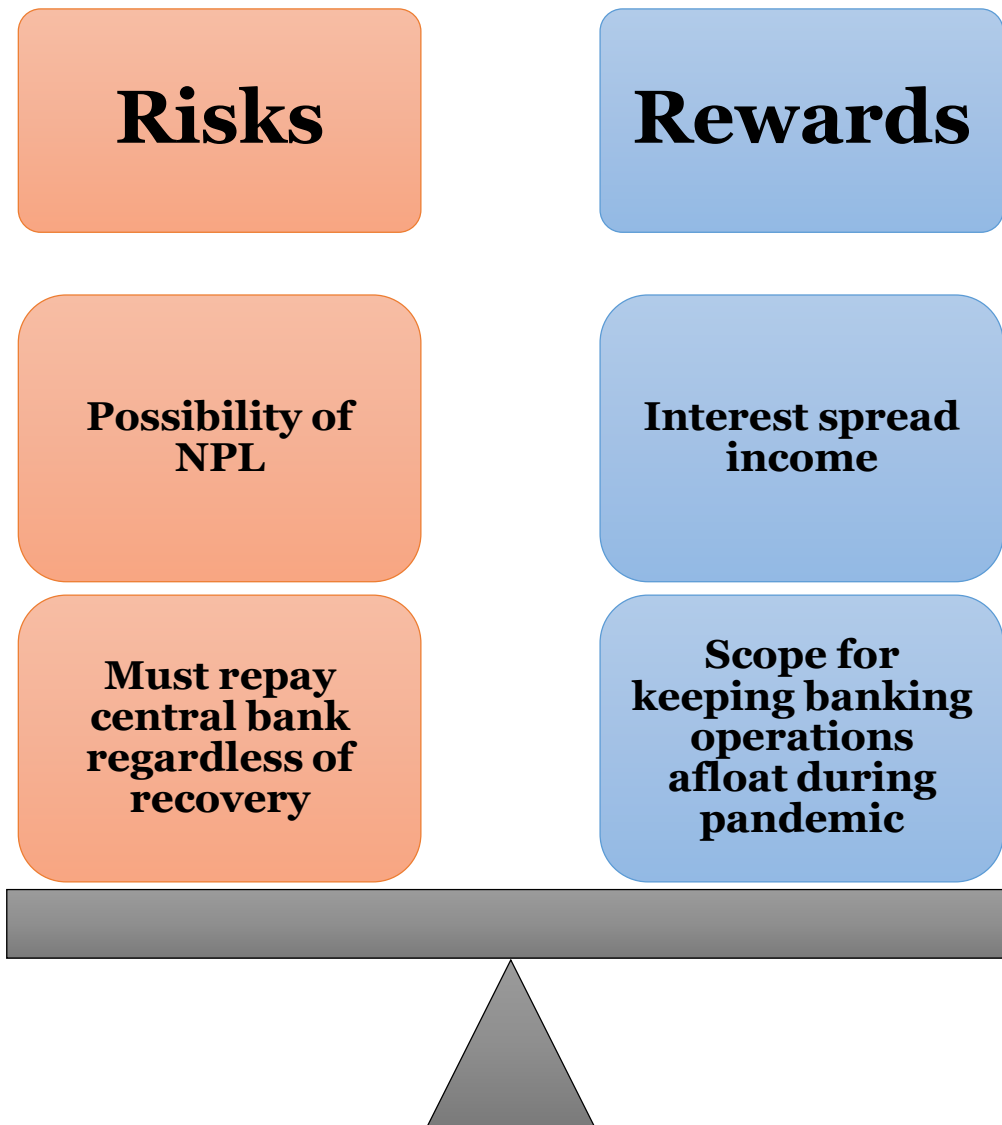 Risks
Rewards
Possibility of
NPL
Interest spread
income
Must repay
central bank
regardless of
recovery
Scope for
keeping banking
operations
afloat during
pandemic